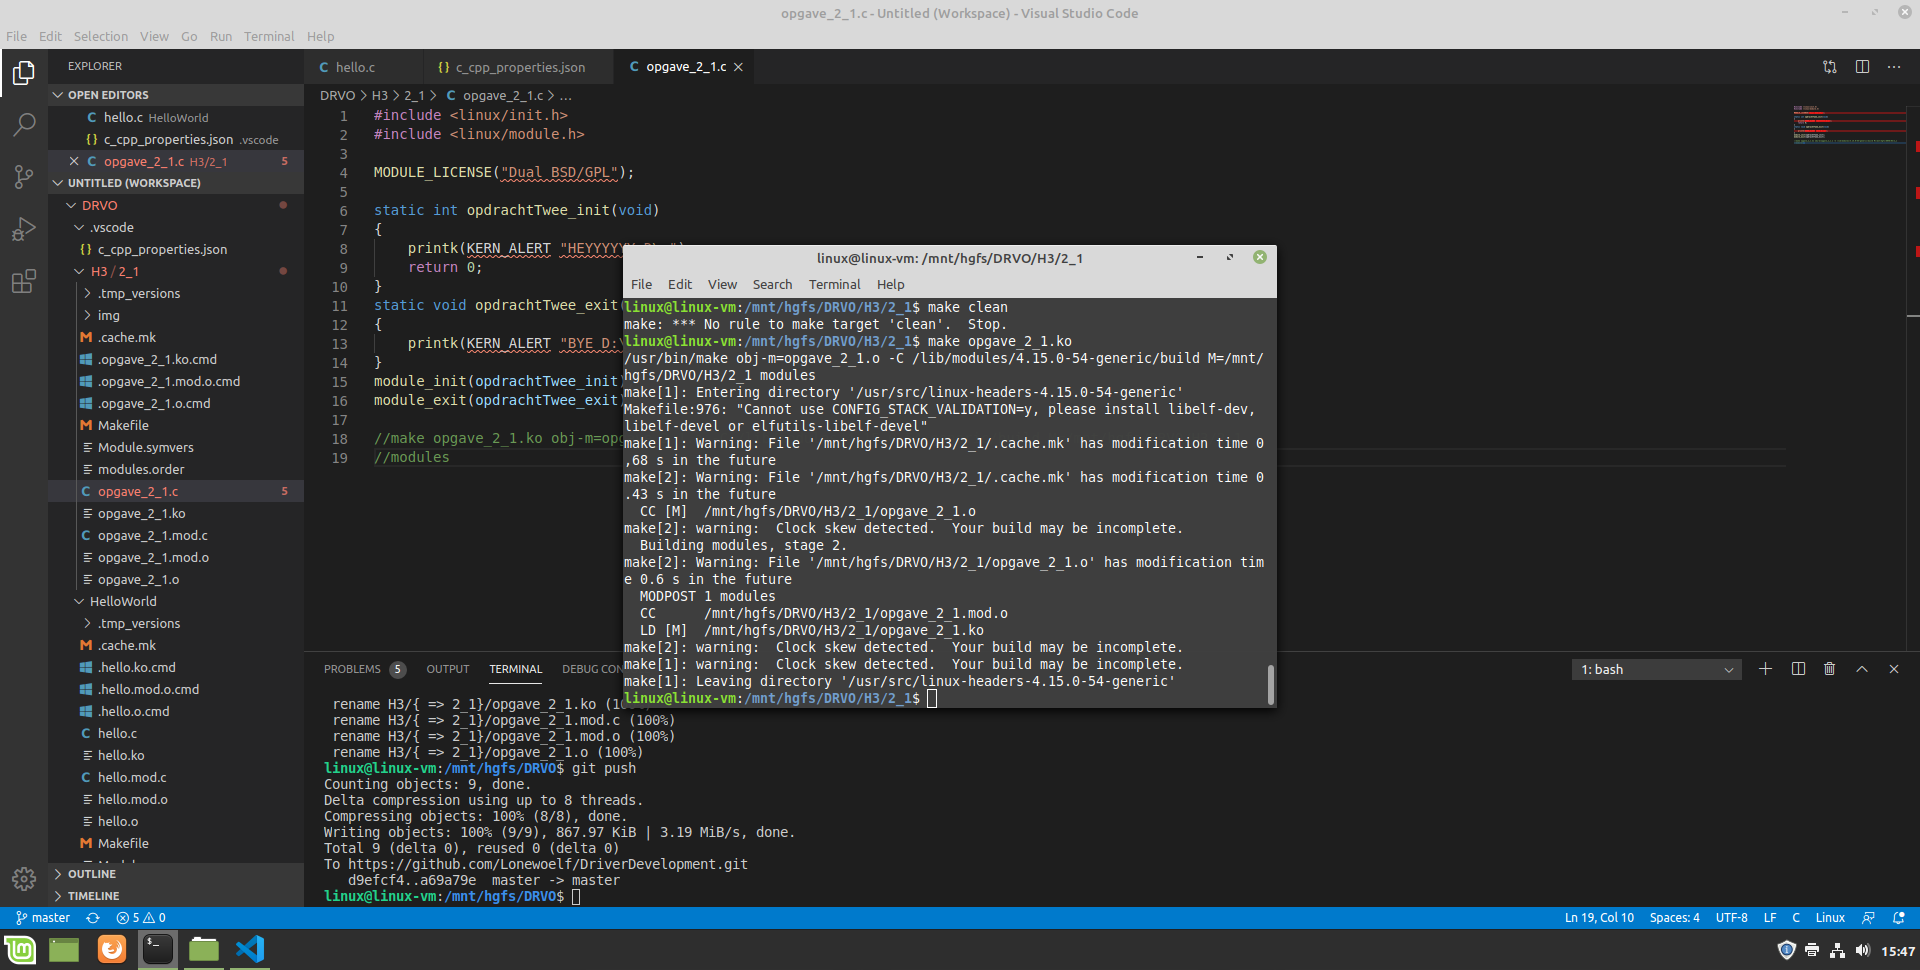 opgave_2_1.c - Untitled (Workspace) - Visual Studio Code
File Edit Selection View Go Run Terminal Help
EXPLORER
OPEN EDITORS
hello.c HelloWorld
c_cpp_properties.json .vscode
opgave_2_1.c H3/2_1 5
UNTITLED (WORKSPACE)
DRVO
.vscode
c_cpp_properties.json
H3 / 2_1
.tmp_versions
img
.cache.mk
.opgave_2_1.ko.cmd
.opgave_2_1.mod.o.cmd
.opgave_2_1.o.cmd
Makefile
Module.symvers
modules.order
opgave_2_1.c 5
opgave_2_1.ko
opgave_2_1.mod.c
opgave_2_1.mod.o
opgave_2_1.o
HelloWorld
.tmp_versions
.cache.mk
.hello.ko.cmd
.hello.mod.o.cmd
.hello.o.cmd
hello.c
hello.ko
hello.mod.c
hello.mod.o
hello.o
Makefile
OUTLINE
TIMELINE
hello.c c_cpp_properties.json opgave_2_1.c
DRVO > H3 > 2_1 > C opgave_2_1.c > ...
1 #include <linux/init.h>
2 #include <linux/module.h>
3
4 MODULE_LICENSE("Dual BSD/GPL");
5
6 static int opdrachtTwee_init(void)
7 {
8 printk(KERN_ALERT "HEYYYYY
9 return 0;
10 }
11 static void opdrachtTwee_exit(
12 {
13 printk(KERN_ALERT "BYE D:\
14 }
15 module_init(opdrachtTwee_init)
16 module_exit(opdrachtTwee_exit)
17
18 //make opgave_2_1.ko obj-m=opg
19 //modules
linux@linux-vm: /mnt/hgfs/DRVO/H3/2_1
File Edit View Search Terminal Help
linux@linux-vm:/mnt/hgfs/DRVO/H3/2_1$ make clean
make: *** No rule to make target 'clean'.  Stop.
linux@linux-vm:/mnt/hgfs/DRVO/H3/2_1$ make opgave_2_1.ko
/usr/bin/make obj-m=opgave_2_1.o -C /lib/modules/4.15.0-54-generic/build M=/mnt/
hgfs/DRVO/H3/2_1 modules
make[1]: Entering directory '/usr/src/linux-headers-4.15.0-54-generic'
Makefile:976: "Cannot use CONFIG_STACK_VALIDATION=y, please install libelf-dev,
libelf-devel or elfutils-libelf-devel"
make[1]: Warning: File '/mnt/hgfs/DRVO/H3/2_1/.cache.mk' has modification time 0
,68 s in the future
make[2]: Warning: File '/mnt/hgfs/DRVO/H3/2_1/.cache.mk' has modification time 0
.43 s in the future
CC [M]  /mnt/hgfs/DRVO/H3/2_1/opgave_2_1.o
make[2]: warning:  Clock skew detected.  Your build may be incomplete.
Building modules, stage 2.
make[2]: Warning: File '/mnt/hgfs/DRVO/H3/2_1/opgave_2_1.o' has modification tim
e 0.6 s in the future
MODPOST 1 modules
CC      /mnt/hgfs/DRVO/H3/2_1/opgave_2_1.mod.o
LD [M]  /mnt/hgfs/DRVO/H3/2_1/opgave_2_1.ko
make[2]: warning:  Clock skew detected.  Your build may be incomplete.
make[1]: warning:  Clock skew detected.  Your build may be incomplete.
make[1]: Leaving directory '/usr/src/linux-headers-4.15.0-54-generic'
linux@linux-vm:/mnt/hgfs/DRVO/H3/2_1$
PROBLEMS 5 OUTPUT TERMINAL DEBUG CON
1: bash
rename H3/{ => 2_1}/opgave_2_1.ko (10
rename H3/{ => 2_1}/opgave_2_1.mod.c (100%)
rename H3/{ => 2_1}/opgave_2_1.mod.o (100%)
rename H3/{ => 2_1}/opgave_2_1.o (100%)
linux@linux-vm:/mnt/hgfs/DRVO$ git push
Counting objects: 9, done.
Delta compression using up to 8 threads.
Compressing objects: 100% (8/8), done.
Writing objects: 100% (9/9), 867.97 KiB | 3.19 MiB/s, done.
Total 9 (delta 0), reused 0 (delta 0)
To https://github.com/Lonewoelf/DriverDevelopment.git
d9efcf4..a69a79e  master -> master
linux@linux-vm:/mnt/hgfs/DRVO$
master 5 0
Ln 19, Col 10 Spaces: 4 UTF-8 LF C Linux
15:47